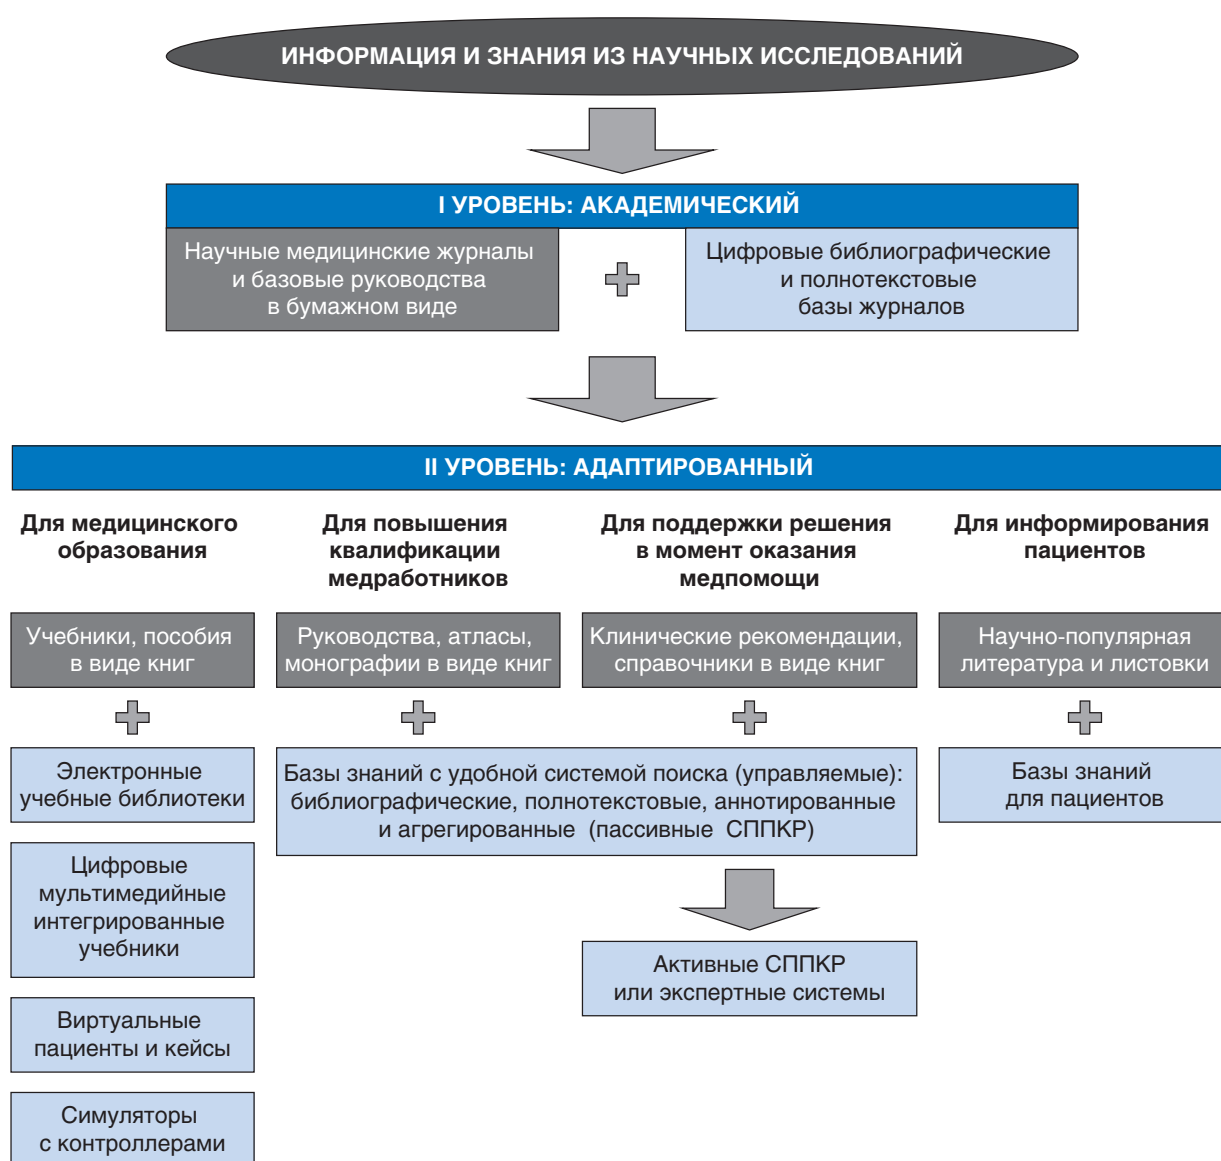 ИНФОРМАЦИЯ И ЗНАНИЯ ИЗ НАУЧНЫХ ИССЛЕДОВАНИЙ
I УРОВЕНЬ: АКАДЕМИЧЕСКИЙ
Научные медицинские журналы
и базовые руководства
в бумажном виде
Цифровые библиографические
и полнотекстовые
базы журналов
II УРОВЕНЬ: АДАПТИРОВАННЫЙ
Для медицинского
образования
Для повышения
квалификации
медработников
Для поддержки решения
в момент оказания
медпомощи
Для информирования
пациентов
Учебники, пособия
в виде книг
Руководства, атласы,
монографии в виде книг
Клинические рекомендации,
справочники в виде книг
Научно-популярная
литература и листовки
Электронные
учебные библиотеки
Базы знаний с удобной системой поиска (управляемые):
библиографические, полнотекстовые, аннотированные
и агрегированные (пассивные СППКР)
Базы знаний
для пациентов
Цифровые
мультимедийные
интегрированные
учебники
Активные СППКР
или экспертные системы
Виртуальные
пациенты и кейсы
Симуляторы
с контроллерами